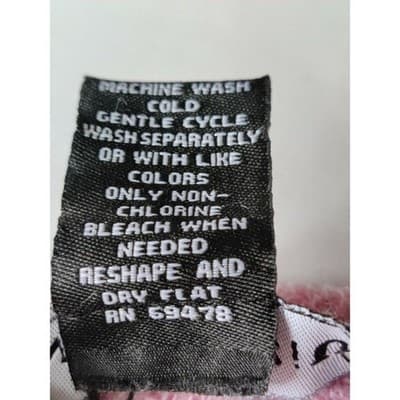 MACHINE WASH
COLD
GENTLE CYCLE
WASH SEPARATELY
OR WITH LIKE
COLORS
ONLY NON-
CHLORINE
BLEACH WHEN
NEEDED
RESHAPE AND
DRY FLAT
RN 69478